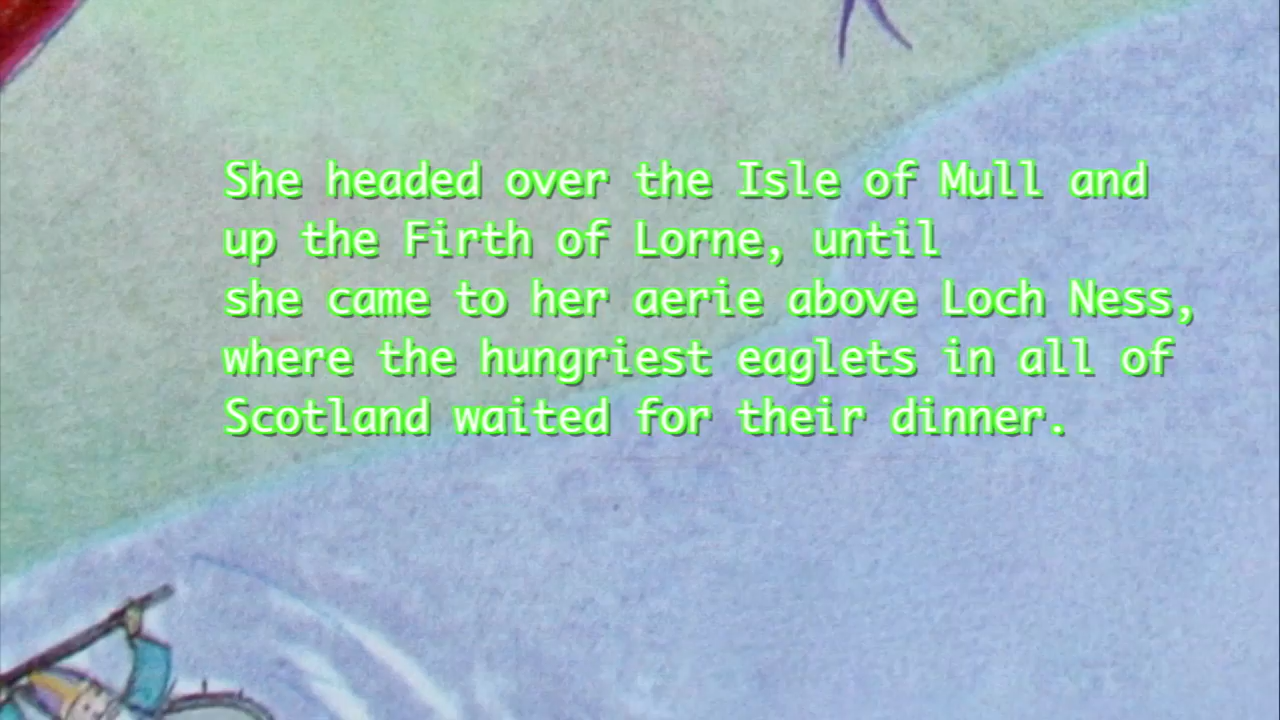 She headed over the Isle of Mull and
up the Firth of Lorne, until
she came to her aerie above Loch Ness,
where the hungriest eaglets in all of
Scotland waited for their dinner.